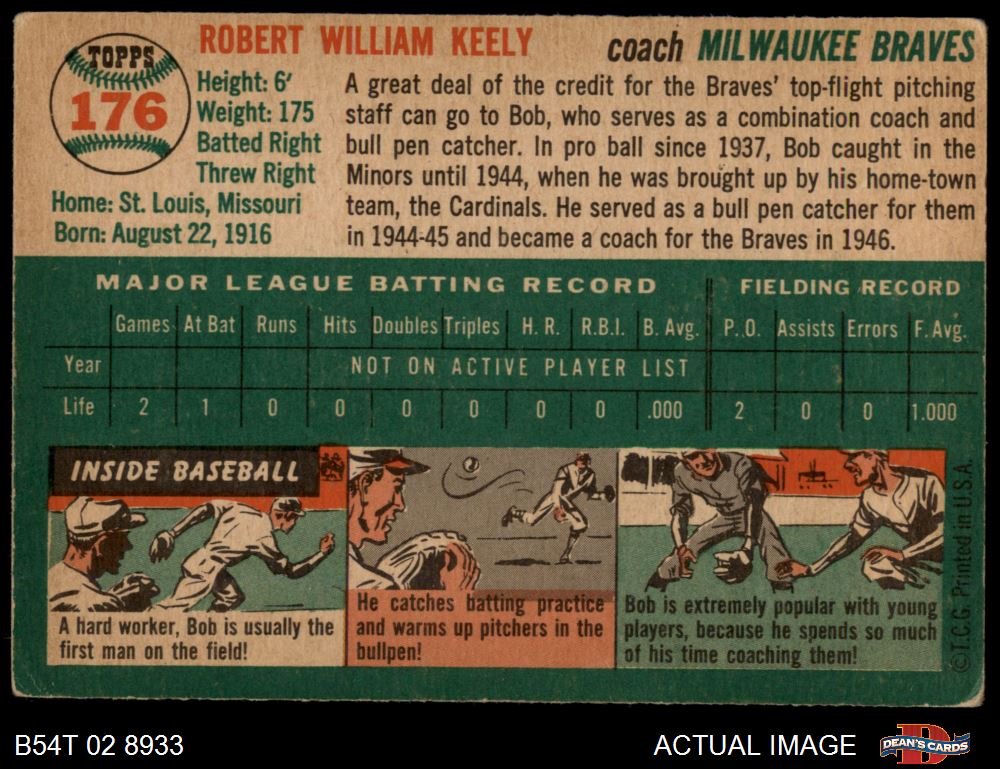 TOPPS
176
ROBERT WILLIAM KEELY
coach MILWAUKEE BRAVES
Height: 6'
Weight: 175
Batted Right
Threw Right
Home: St. Louis, Missouri
Born: August 22, 1916
A great deal of the credit for the Braves' top-flight pitching
staff can go to Bob, who serves as a combination coach and
bull pen catcher. In pro ball since 1937, Bob caught in the
Minors until 1944, when he was brought up by his home-town
team, the Cardinals. He served as a bull pen catcher for them
in 1944-45 and became a coach for the Braves in 1946.
MAJOR LEAGUE BATTING RECORD FIELDING RECORD
Games At Bat Runs Hits Doubles Triples H. R. R.B.I. B. Avg. P. O. Assists Errors F. Avg.
Year NOT ON ACTIVE PLAYER LIST
Life 2 1 0 0 0 0 0 0 .000 2 0 0 1.000
INSIDE BASEBALL
A hard worker, Bob is usually the
first man on the field!
He catches batting practice
and warms up pitchers in the
bullpen!
Bob is extremely popular with young
players, because he spends so much
of his time coaching them!
©T.C.G. Printed in U.S.A.
B54T 02 8933
ACTUAL IMAGE
DEAN'S CARDS